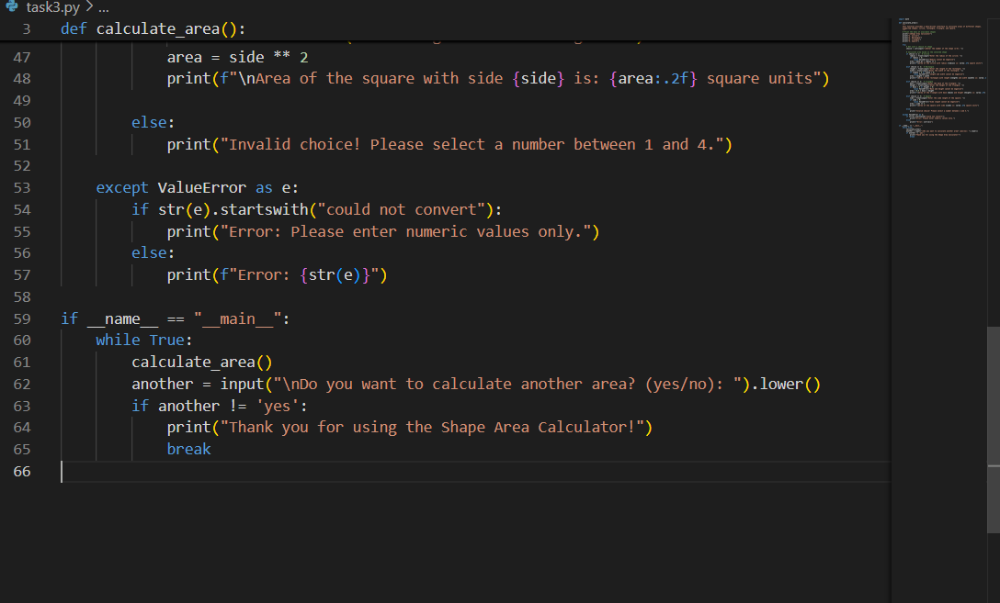 task3.py > ...
3 def calculate_area():
47 area = side ** 2
48 print(f"\nArea of the square with side {side} is: {area:.2f} square units")
49
50 else:
51 print("Invalid choice! Please select a number between 1 and 4.")
52
53 except ValueError as e:
54 if str(e).startswith("could not convert"):
55 print("Error: Please enter numeric values only.")
56 else:
57 print(f"Error: {str(e)}")
58
59 if __name__ == "__main__":
60 while True:
61 calculate_area()
62 another = input("\nDo you want to calculate another area? (yes/no): ").lower()
63 if another != 'yes':
64 print("Thank you for using the Shape Area Calculator!")
65 break
66